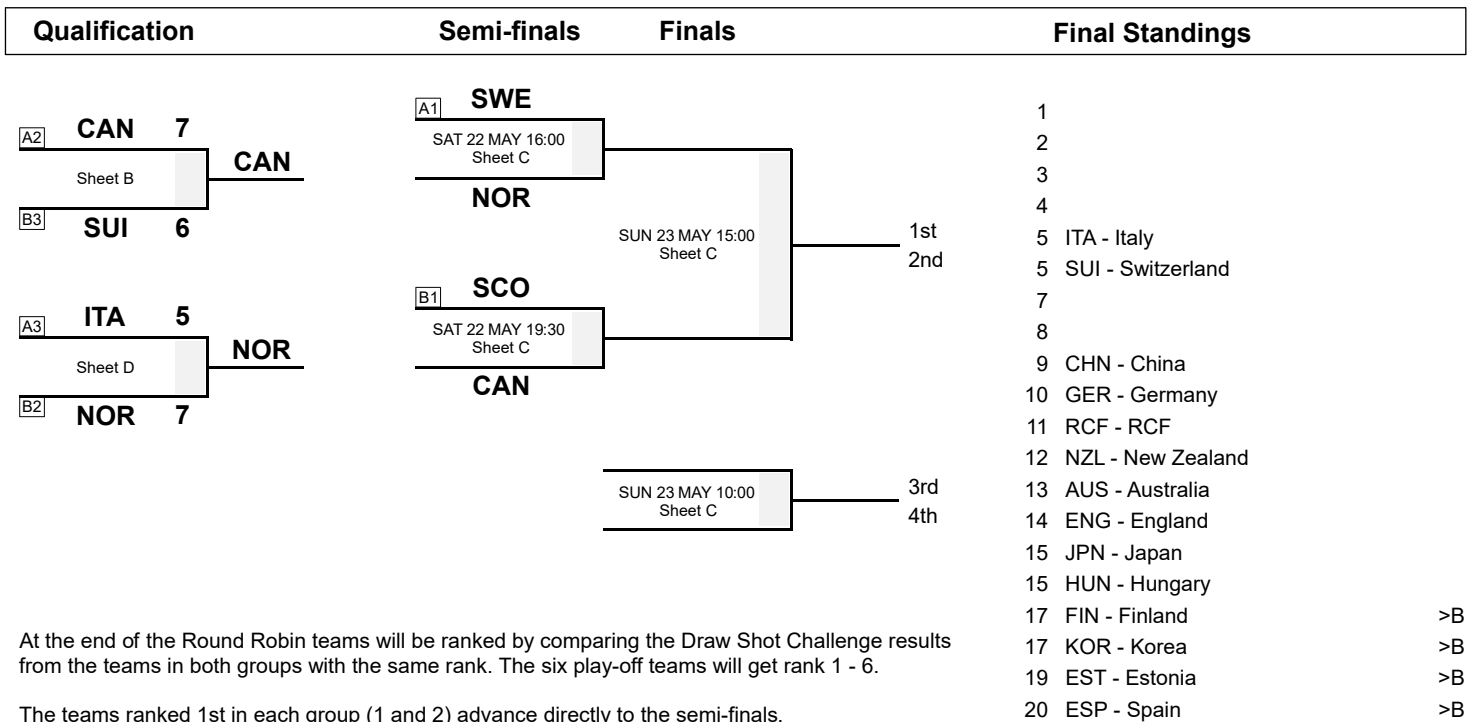 Qualification Semi-finals Finals Final Standings
A2 CAN 7
Sheet B
CAN
B3 SUI 6
A3 ITA 5
Sheet D
NOR
B2 NOR 7
A1 SWE
SAT 22 MAY 16:00
Sheet C
NOR
B1 SCO
SAT 22 MAY 19:30
Sheet C
CAN
SUN 23 MAY 15:00
Sheet C
1st
2nd
SUN 23 MAY 10:00
Sheet C
3rd
4th
1
2
3
4
5 ITA - Italy
5 SUI - Switzerland
7
8
9 CHN - China
10 GER - Germany
11 RCF - RCF
12 NZL - New Zealand
13 AUS - Australia
14 ENG - England
15 JPN - Japan
15 HUN - Hungary
17 FIN - Finland >B
17 KOR - Korea >B
19 EST - Estonia >B
20 ESP - Spain >B
At the end of the Round Robin teams will be ranked by comparing the Draw Shot Challenge results
from the teams in both groups with the same rank. The six play-off teams will get rank 1 - 6.
The teams ranked 1st in each group (1 and 2) advance directly to the semi-finals.